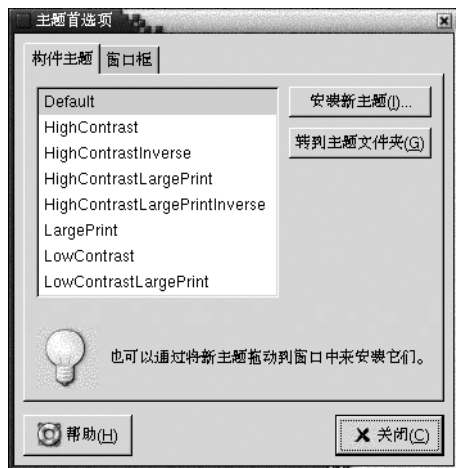 主题首选项
构件主题 窗口框
Default
HighContrast
HighContrastInverse
HighContrastLargePrint
HighContrastLargePrintInverse
LargePrint
LowContrast
LowContrastLargePrint
安装新主题(I)...
转到主题文件夹(G)
也可以通过将新主题拖动到窗口中来安装它们。
帮助(H)
关闭(C)